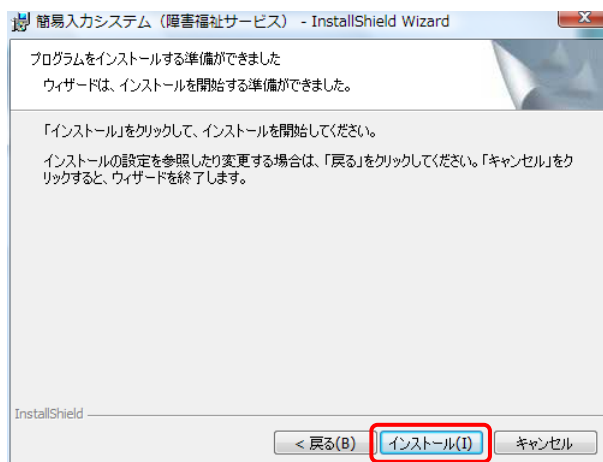 簡易入力システム（障害福祉サービス） - InstallShield Wizard
プログラムをインストールする準備ができました
ウィザードは、インストールを開始する準備ができました。
「インストール」をクリックして、インストールを開始してください。
インストールの設定を参照したり変更する場合は、「戻る」をクリックしてください。「キャンセル」をク
リックすると、ウィザードを終了します。
InstallShield
< 戻る(B) インストール(I) キャンセル